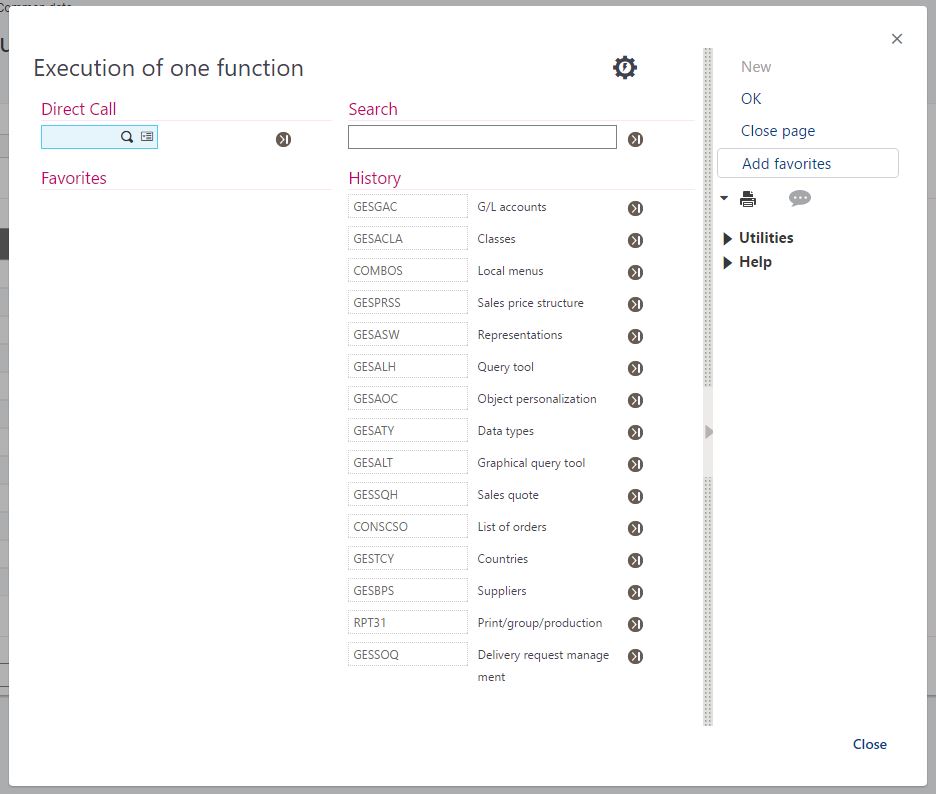 Common data
Execution of one function
Direct Call
Search
Favorites
History
GESGAC G/L accounts
GESACLA Classes
COMBOS Local menus
GESPRSS Sales price structure
GESASW Representations
GESALH Query tool
GESAOC Object personalization
GESATY Data types
GESALT Graphical query tool
GESSQH Sales quote
CONSCSO List of orders
GESTCY Countries
GESBPS Suppliers
RPT31 Print/group/production
GESSOQ Delivery request manage
ment
New
OK
Close page
Add favorites
Utilities
Help
Close